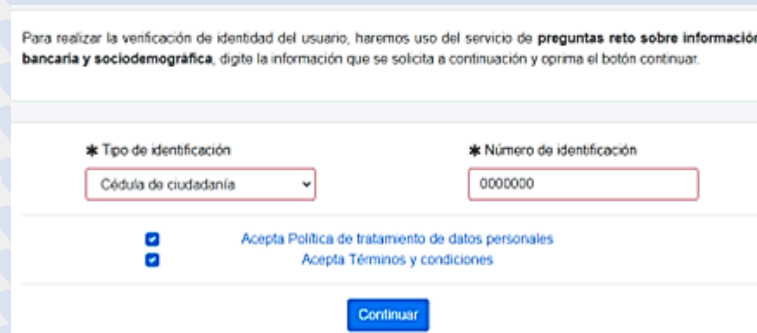 Para realizar la verificación de identidad del usuario, haremos uso del servicio de preguntas reto sobre información
bancaria y sociodemográfica, digite la información que se solicita a continuación y oprima el botón continuar.
✱ Tipo de identificación
✱ Número de identificación
Cédula de ciudadanía
0000000
Acepta Política de tratamiento de datos personales
Acepta Términos y condiciones
Continuar